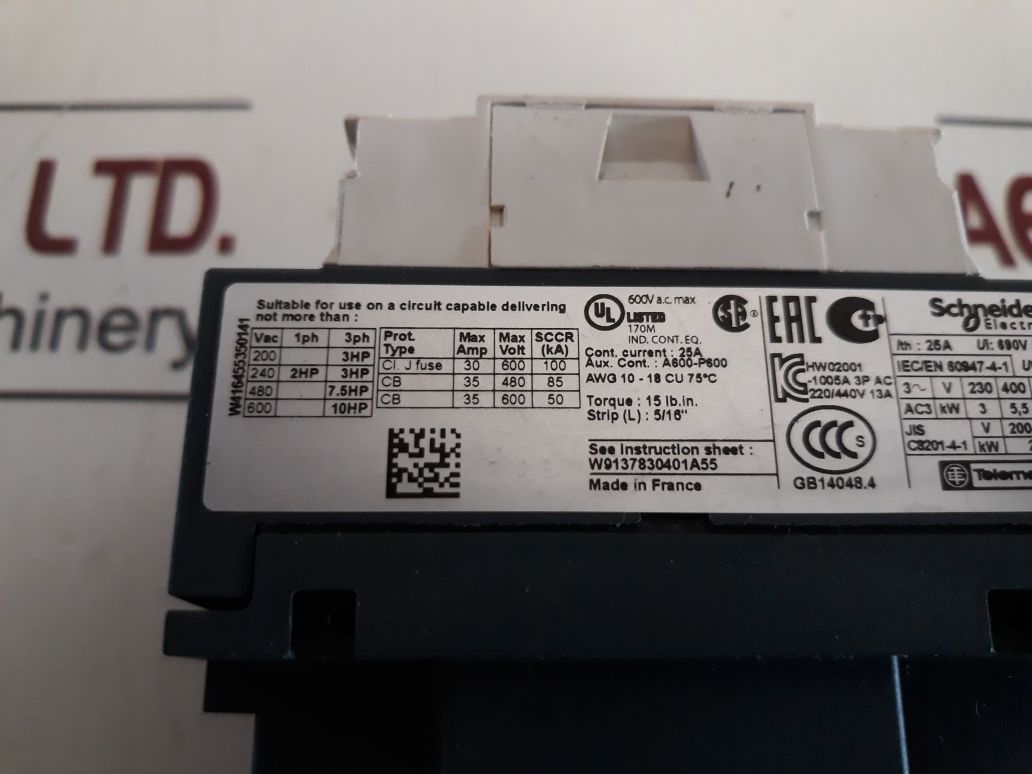 LTD.
hinery
W416455350141
Suitable for use on a circuit capable delivering
not more than :
Vac 1ph 3ph
200 3HP
240 2HP 3HP
480 7.5HP
600 10HP
Prot. Type Max Amp Max Volt SCCR (kA)
Cl. J fuse 30 600 100
CB 35 480 85
CB 35 600 50
UL LISTED
600V a.c. max
170M
IND. CONT. EQ.
Cont. current : 25A
Aux. Cont. : A600-P600
AWG 10 - 18 CU 75°C
Torque : 15 lb.in.
Strip (L) : 5/16"
See Instruction sheet :
W9137830401A55
Made in France
EAC
HW02001
-1005A 3P AC
220/440V 13A
CCC S
GB14048.4
Schneide
Electr
Ith : 25A Ui: 690V
IEC/EN 60947-4-1
3~ V 230 400
AC3 kW 3 5,5
JIS V 200
C8201-4-1 kW
Teleme